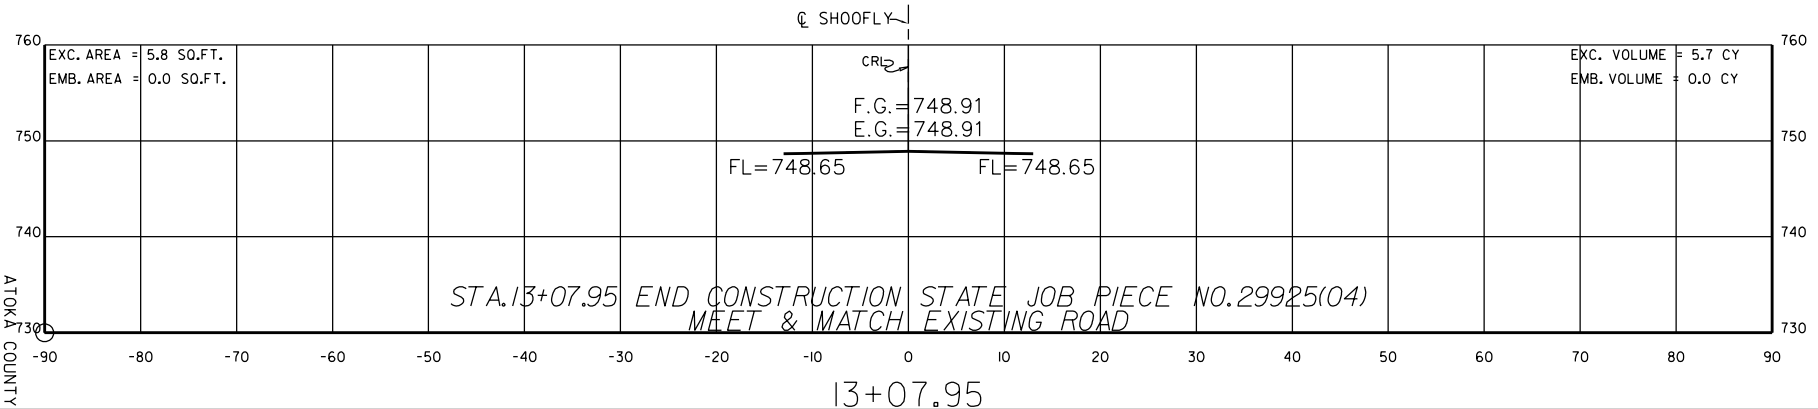 ℄ SHOOFLY
760 760
EXC. AREA = 5.8 SQ.FT. EXC. VOLUME = 5.7 CY
CRL
EMB. AREA = 0.0 SQ.FT. EMB. VOLUME = 0.0 CY
F.G.=748.91
E.G.=748.91
750 750
FL=748.65 FL=748.65
740 740
STA.13+07.95 END CONSTRUCTION STATE JOB PIECE NO.29925(04)
MEET & MATCH EXISTING ROAD
730 730
-90 -80 -70 -60 -50 -40 -30 -20 -10 0 10 20 30 40 50 60 70 80 90
13+07.95
ATOKA COUNTY